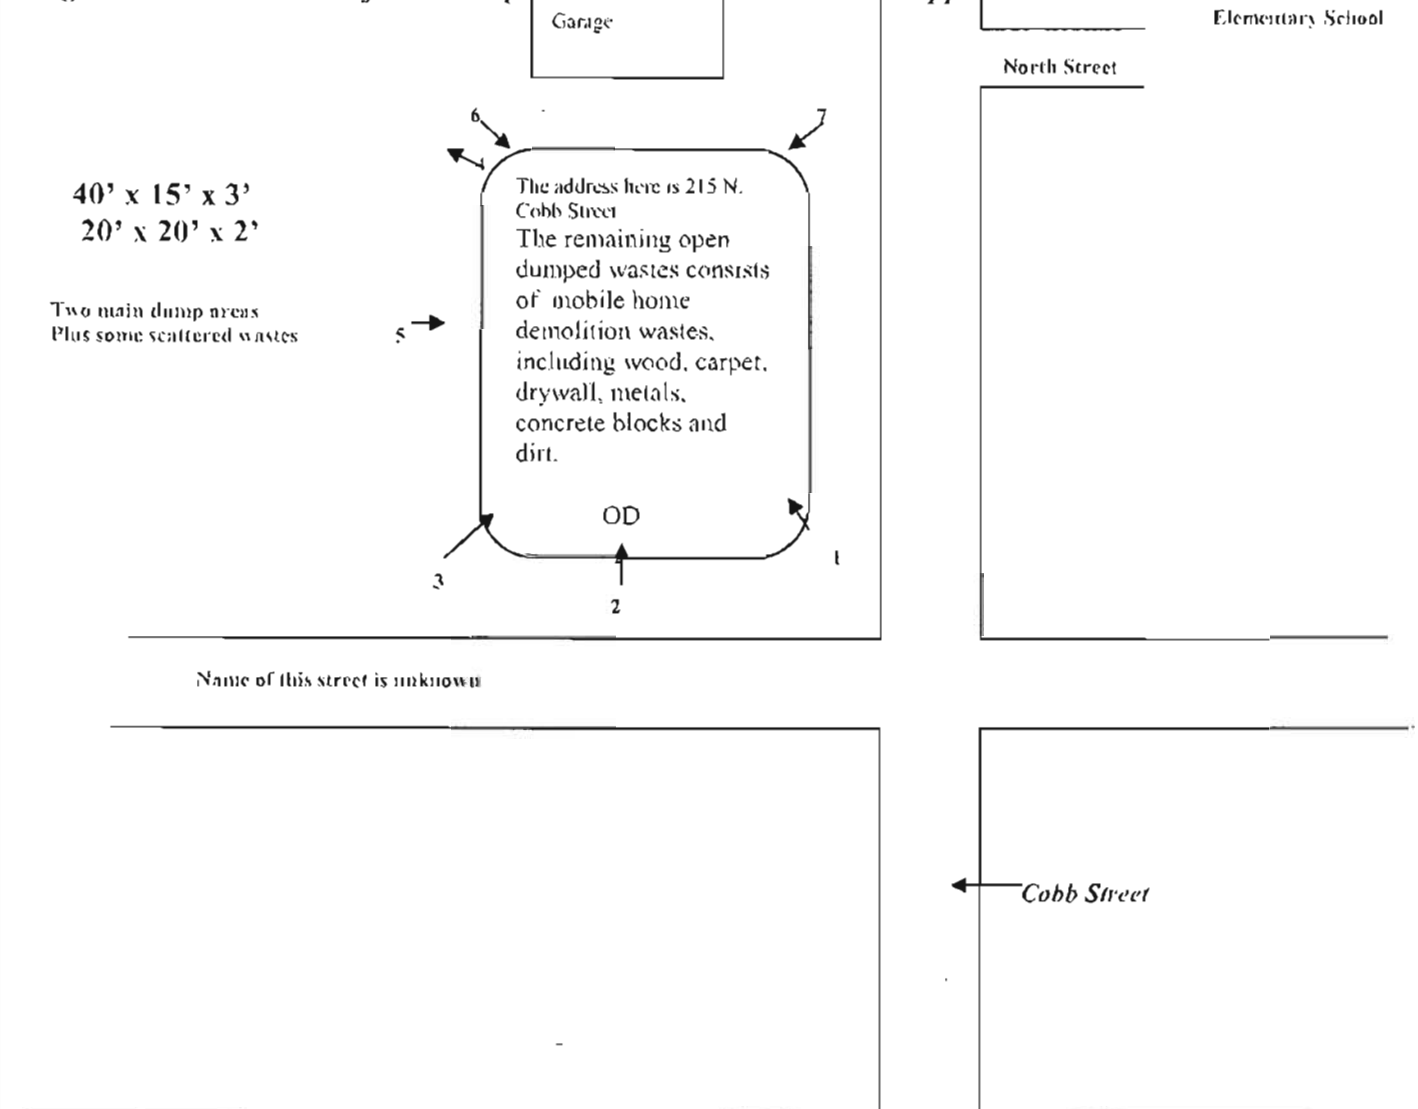 Garage
Elementary School
North Street
6
7
40’ x 15’ x 3’
20’ x 20’ x 2’
The address here is 215 N.
Cobb Street
The remaining open
dumped wastes consists
of mobile home
demolition wastes,
including wood, carpet,
drywall, metals,
concrete blocks and
dirt.
Two main dump areas
Plus some scattered wastes
5
OD
3
2
1
Name of this street is unknown
Cobb Street